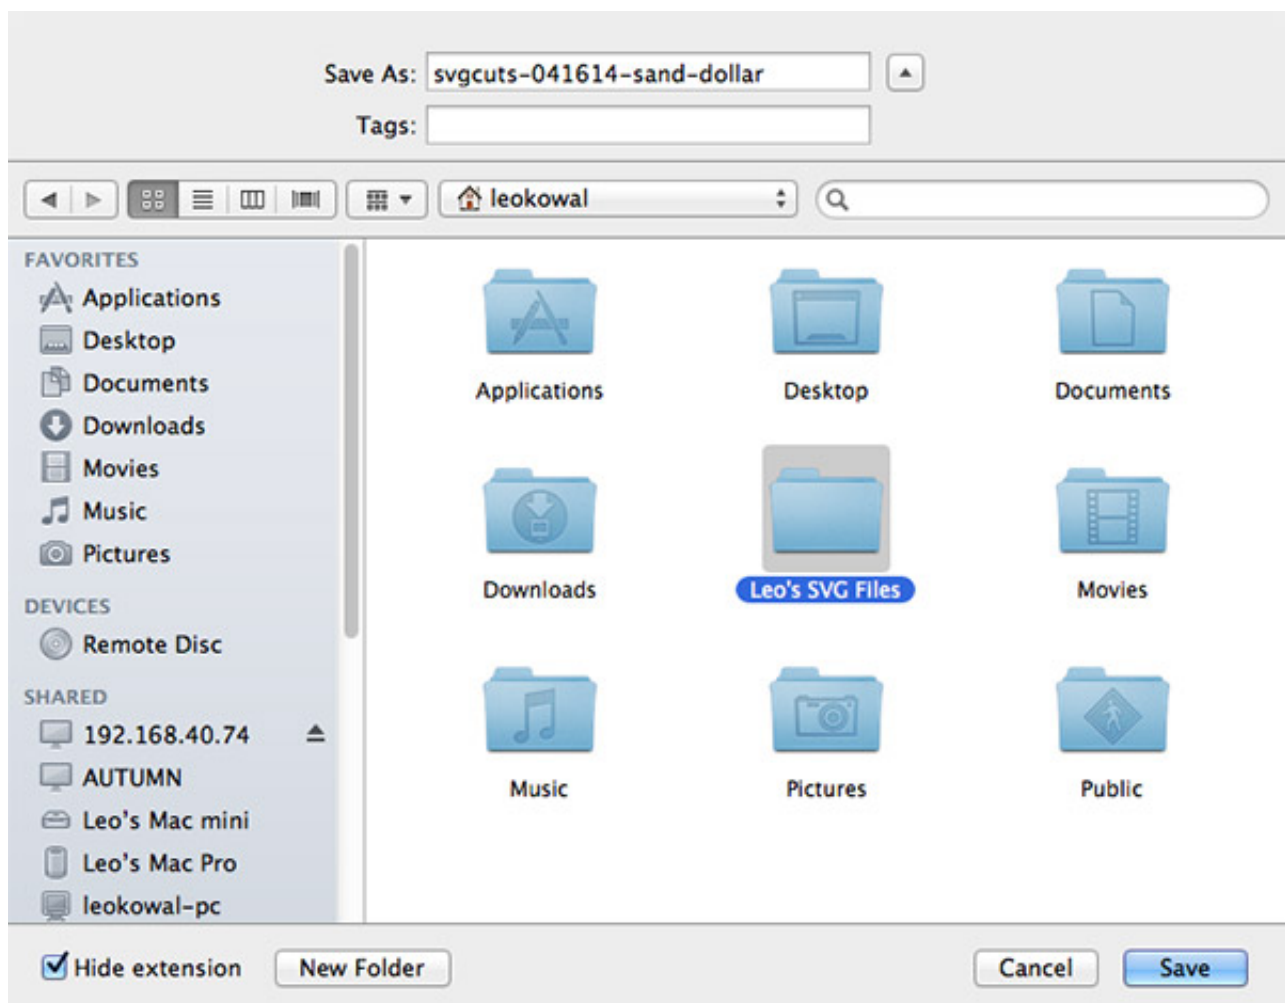 Save As: svgcuts-041614-sand-dollar
Tags:
leokowal
FAVORITES
Applications
Desktop
Documents
Downloads
Movies
Music
Pictures
DEVICES
Remote Disc
SHARED
192.168.40.74
AUTUMN
Leo's Mac mini
Leo's Mac Pro
leokowal-pc
Applications Desktop Documents
Downloads Leo's SVG Files Movies
Music Pictures Public
Hide extension New Folder Cancel Save